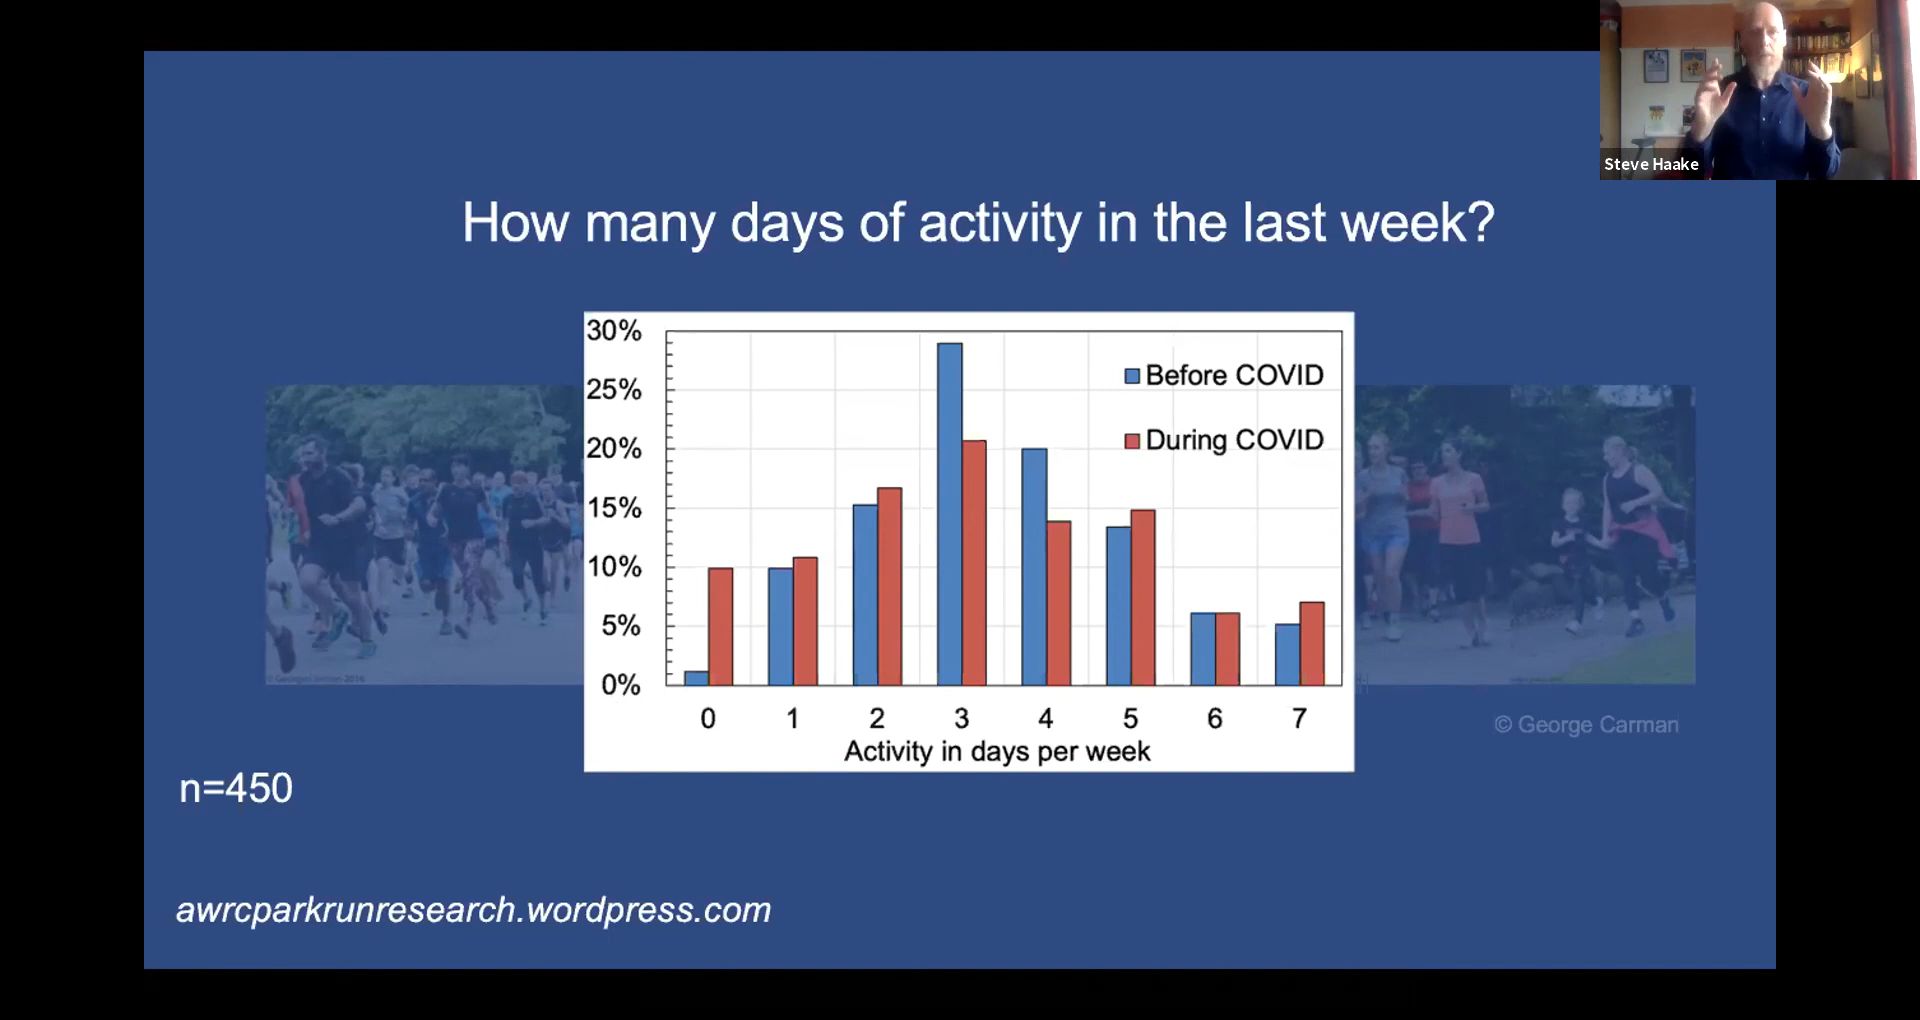 Steve Haake
How many days of activity in the last week?
30%
25%
20%
15%
10%
5%
0%
Before COVID
During COVID
0 1 2 3 4 5 6 7
Activity in days per week
© George Carman
n=450
awrcparkrunresearch.wordpress.com